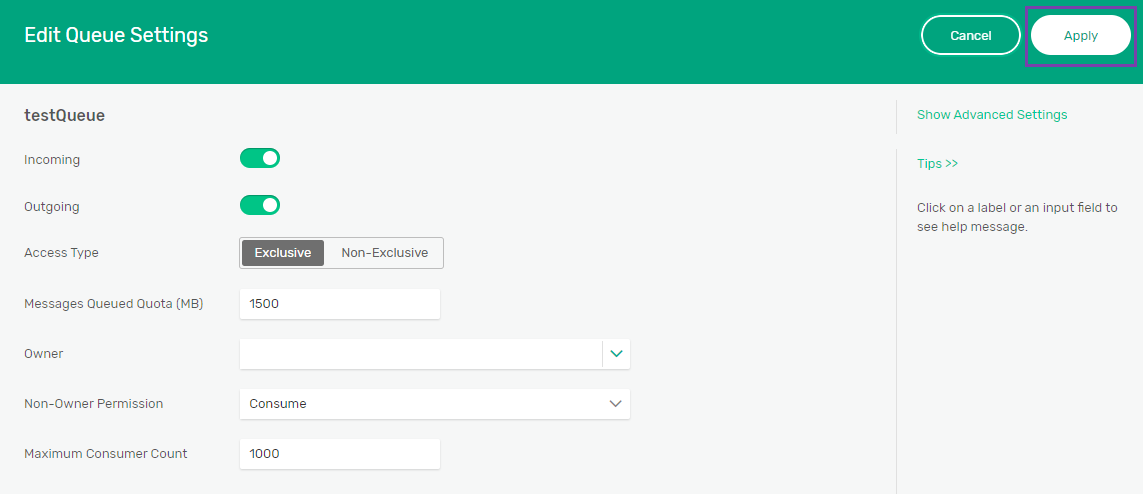 Edit Queue Settings
Cancel
Apply
testQueue
Show Advanced Settings
Incoming
Tips >>
Outgoing
Click on a label or an input field to
see help message.
Access Type
Exclusive
Non-Exclusive
Messages Queued Quota (MB)
1500
Owner
Non-Owner Permission
Consume
Maximum Consumer Count
1000